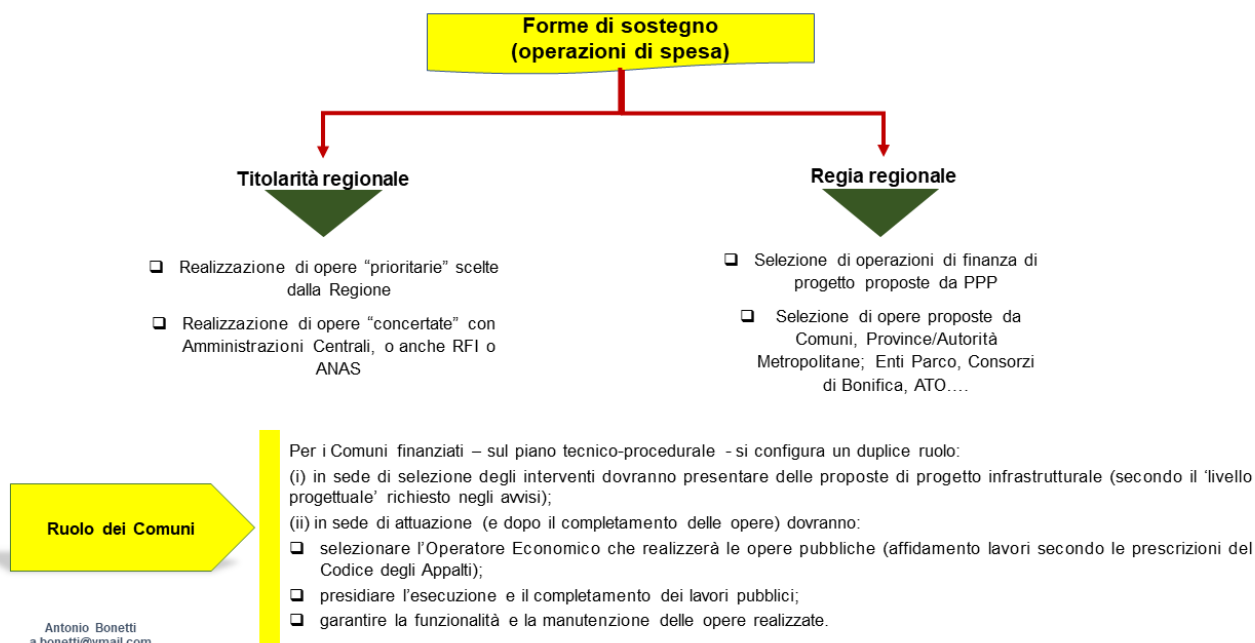 Forme di sostegno
(operazioni di spesa)
Titolarità regionale
❑ Realizzazione di opere “prioritarie” scelte
dalla Regione
❑ Realizzazione di opere “concertate” con
Amministrazioni Centrali, o anche RFI o
ANAS
Regia regionale
❑ Selezione di operazioni di finanza di
progetto proposte da PPP
❑ Selezione di opere proposte da
Comuni, Province/Autorità
Metropolitane; Enti Parco, Consorzi
di Bonifica, ATO….
Ruolo dei Comuni
Per i Comuni finanziati – sul piano tecnico-procedurale - si configura un duplice ruolo:
(i) in sede di selezione degli interventi dovranno presentare delle proposte di progetto infrastrutturale (secondo il ‘livello
progettuale’ richiesto negli avvisi);
(ii) in sede di attuazione (e dopo il completamento delle opere) dovranno:
❑ selezionare l’Operatore Economico che realizzerà le opere pubbliche (affidamento lavori secondo le prescrizioni del
Codice degli Appalti);
❑ presidiare l’esecuzione e il completamento dei lavori pubblici;
❑ garantire la funzionalità e la manutenzione delle opere realizzate.
Antonio Bonetti
a.bonetti@ymail.com